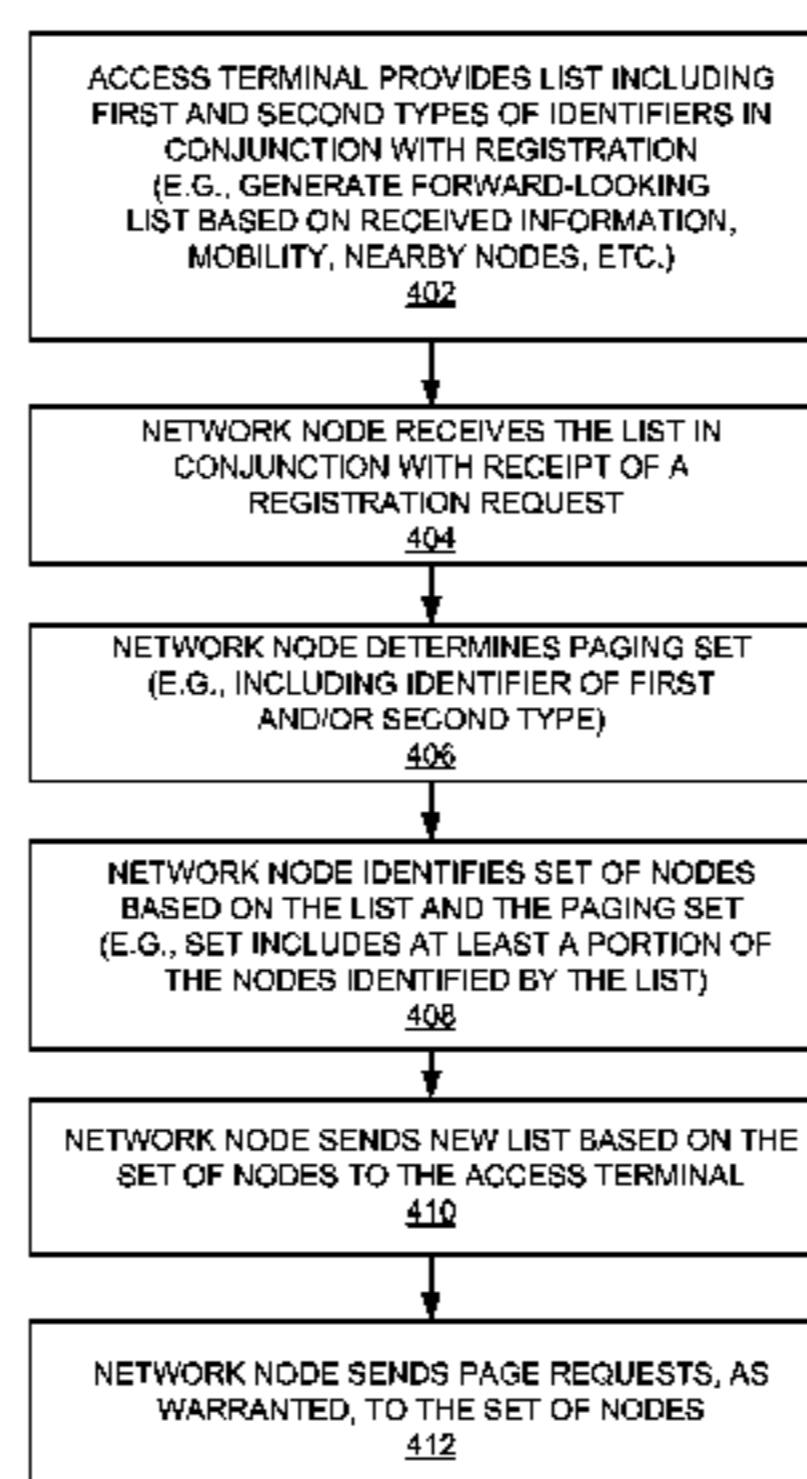 ACCESS TERMINAL PROVIDES LIST INCLUDING
FIRST AND SECOND TYPES OF IDENTIFIERS IN
CONJUNCTION WITH REGISTRATION
(E.G., GENERATE FORWARD-LOOKING
LIST BASED ON RECEIVED INFORMATION,
MOBILITY, NEARBY NODES, ETC.)
402
NETWORK NODE RECEIVES THE LIST IN
CONJUNCTION WITH RECEIPT OF A
REGISTRATION REQUEST
404
NETWORK NODE DETERMINES PAGING SET
(E.G., INCLUDING IDENTIFIER OF FIRST
AND/OR SECOND TYPE)
406
NETWORK NODE IDENTIFIES SET OF NODES
BASED ON THE LIST AND THE PAGING SET
(E.G., SET INCLUDES AT LEAST A PORTION OF
THE NODES IDENTIFIED BY THE LIST)
408
NETWORK NODE SENDS NEW LIST BASED ON THE
SET OF NODES TO THE ACCESS TERMINAL
410
NETWORK NODE SENDS PAGE REQUESTS, AS
WARRANTED, TO THE SET OF NODES
412